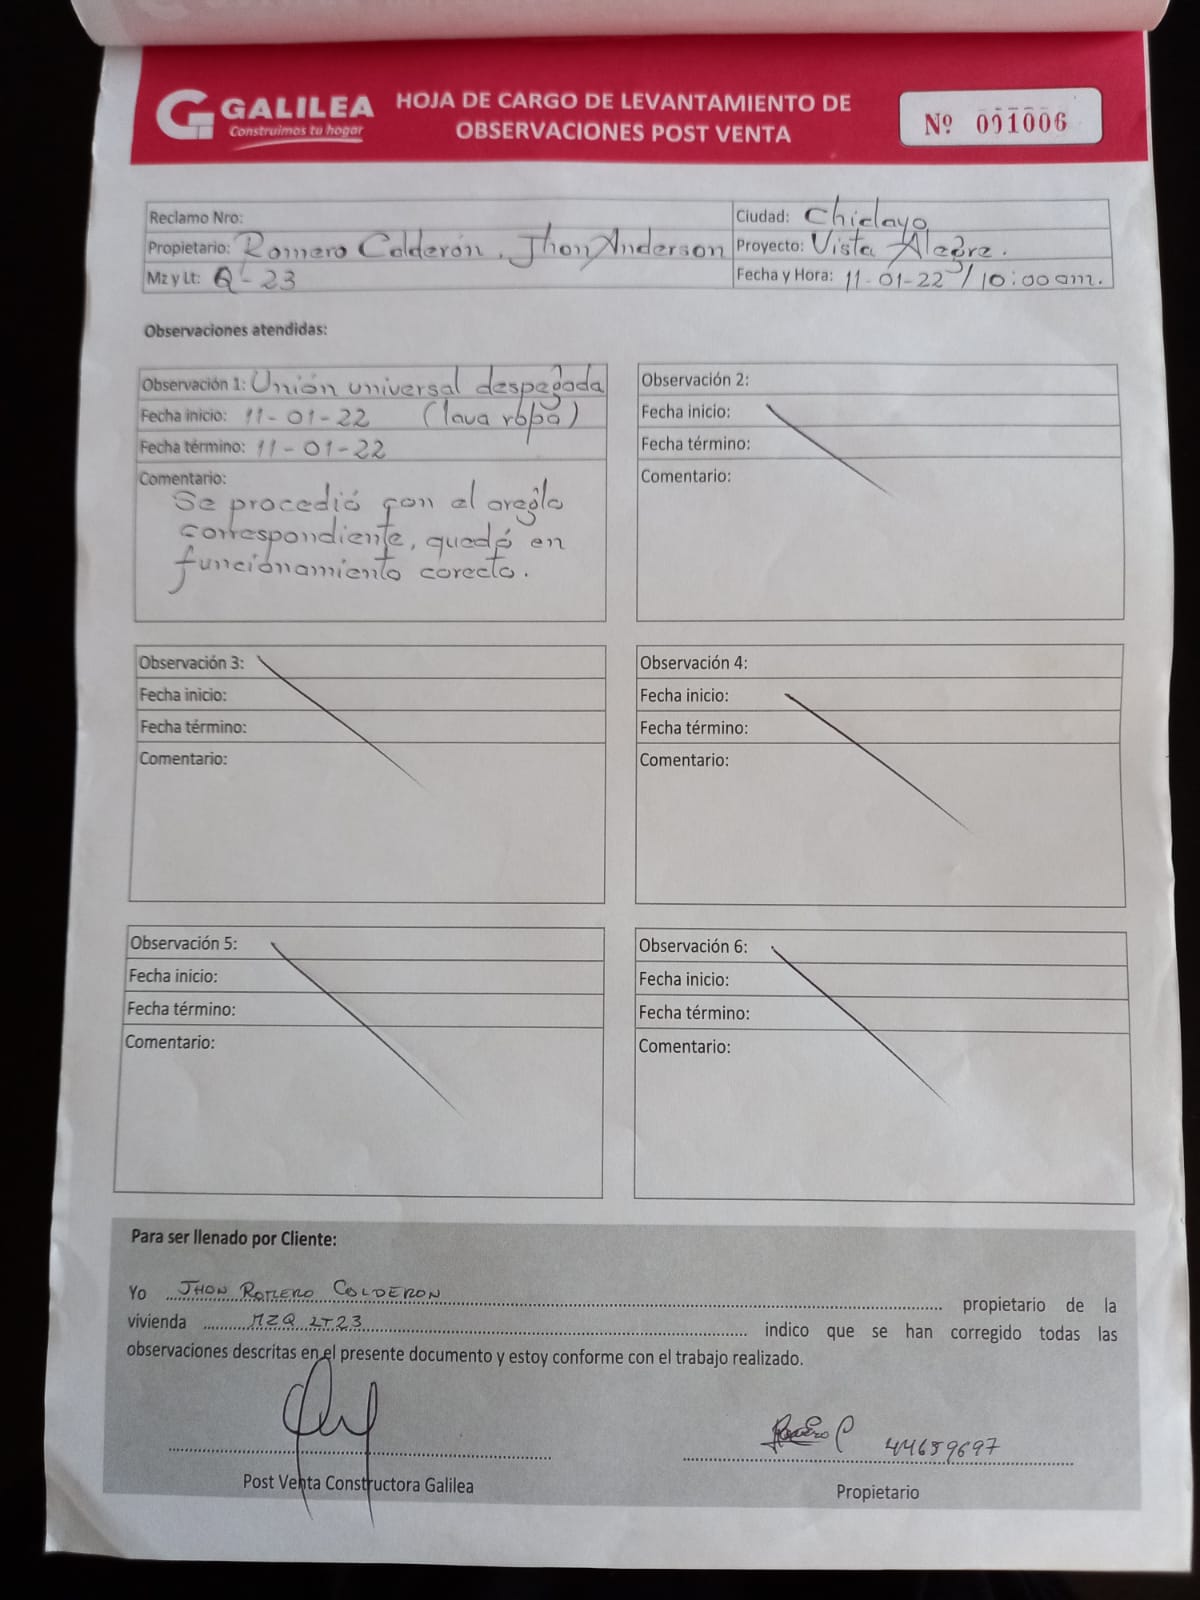 GALILEA
Construimos tu hogar
HOJA DE CARGO DE LEVANTAMIENTO DE
OBSERVACIONES POST VENTA
Nº 001006
Reclamo Nro:
Ciudad: Chiclayo
Propietario: Romero Calderón, Jhon Anderson
Proyecto: Vista Alegre.
Mz y Lt: Q - 23
Fecha y Hora: 11-01-22 / 10:00am.
Observaciones atendidas:
Observación 1: Unión universal despegada
Fecha inicio: 11-01-22 (lava ropa)
Fecha término: 11-01-22
Comentario:
Se procedió con el areglo
correspondiente, quedó en
funcionamiento corecto.
Observación 2:
Fecha inicio:
Fecha término:
Comentario:
Observación 3:
Fecha inicio:
Fecha término:
Comentario:
Observación 4:
Fecha inicio:
Fecha término:
Comentario:
Observación 5:
Fecha inicio:
Fecha término:
Comentario:
Observación 6:
Fecha inicio:
Fecha término:
Comentario:
Para ser llenado por Cliente:
Yo JHON ROMERO CALDERON propietario de la
vivienda MZQ LT23 indico que se han corregido todas las
observaciones descritas en el presente documento y estoy conforme con el trabajo realizado.
Romero C 44659697
Post Venta Constructora Galilea
Propietario